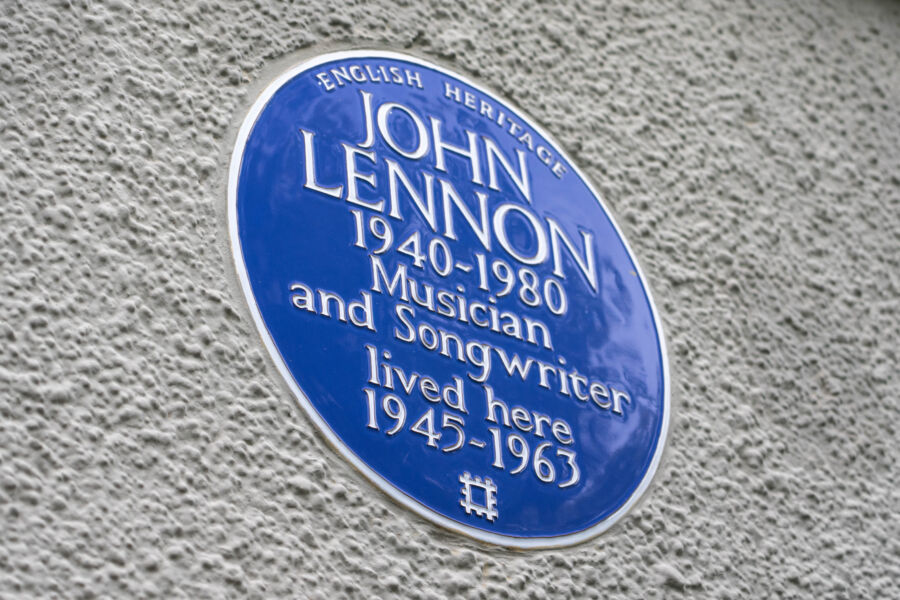 ENGLISH HERITAGE
JOHN
LENNON
1940-1980
Musician
and Songwriter
lived here
1945-1963